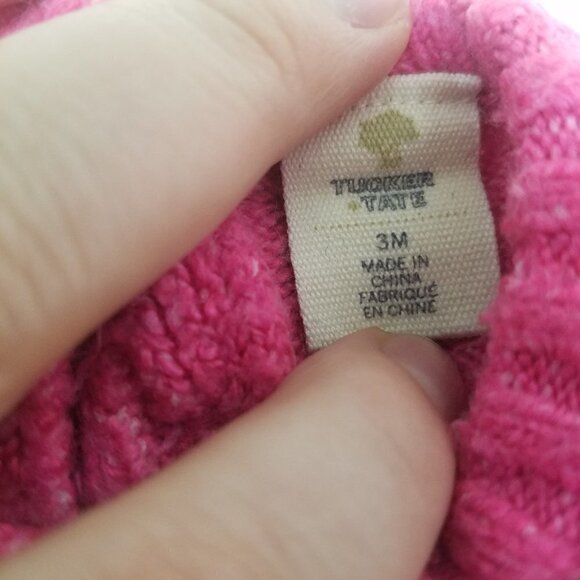 TUCKER
+TATE
3M
MADE IN
CHINA
FABRIQUÉ
EN CHINE